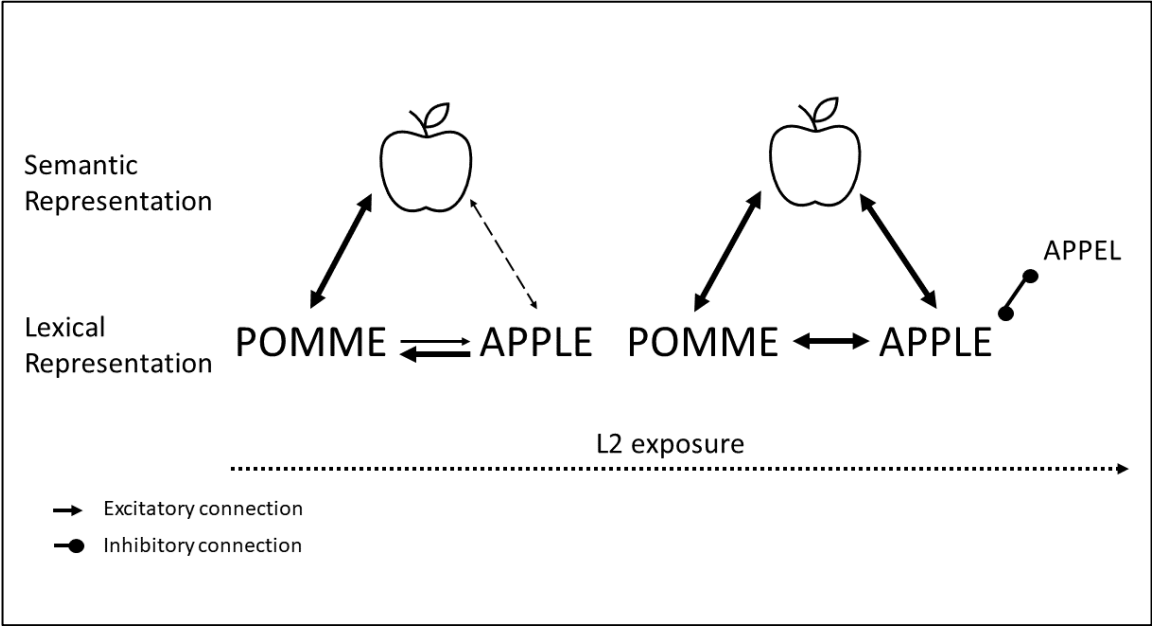 Semantic
Representation
APPEL
Lexical
Representation
POMME APPLE POMME APPLE
L2 exposure
Excitatory connection
Inhibitory connection